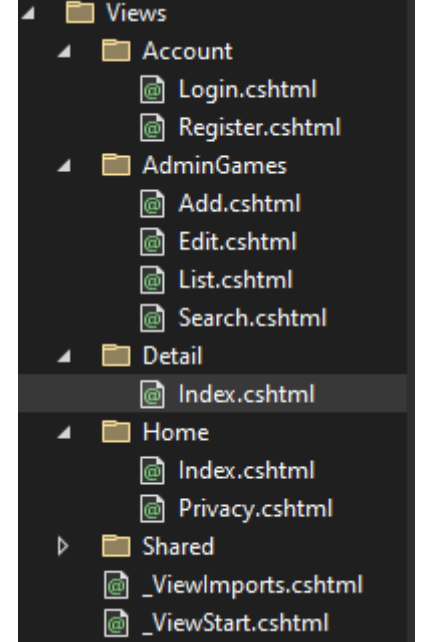 Views
Account
Login.cshtml
Register.cshtml
AdminGames
Add.cshtml
Edit.cshtml
List.cshtml
Search.cshtml
Detail
Index.cshtml
Home
Index.cshtml
Privacy.cshtml
Shared
_ViewImports.cshtml
_ViewStart.cshtml